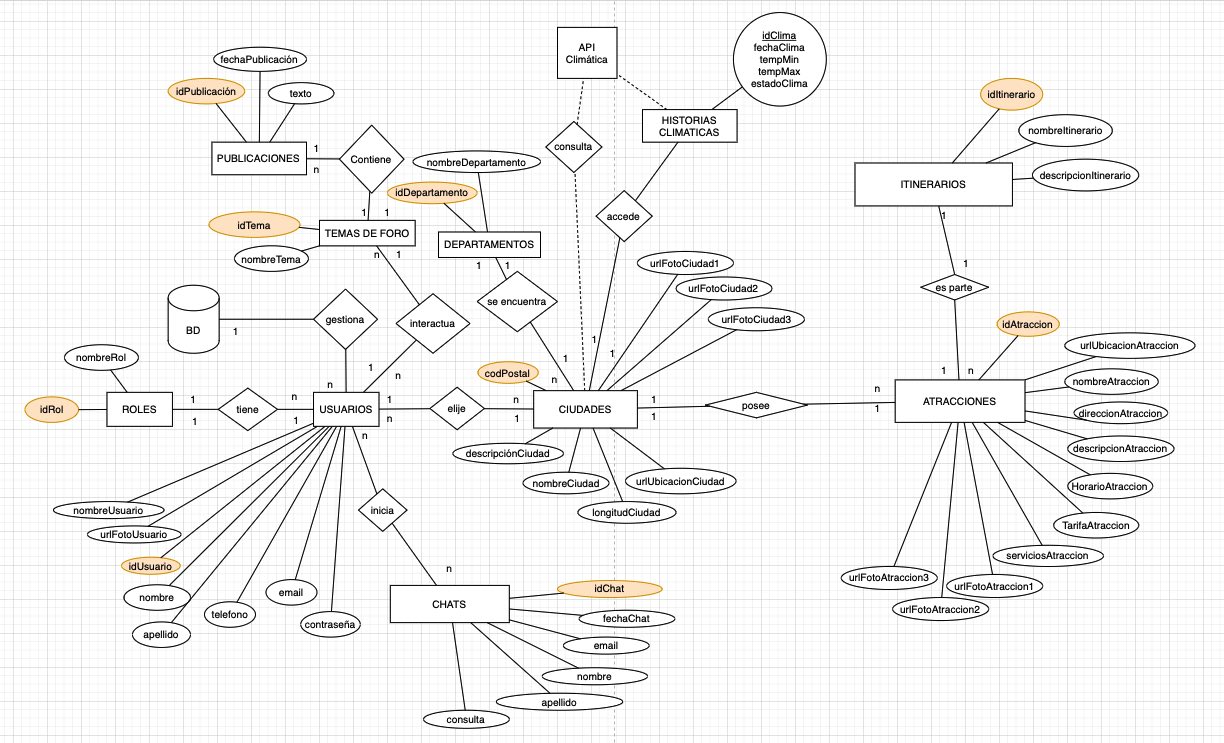 API
Climática
idClima
fechaClima
tempMin
tempMax
estadoClima
fechaPublicación
idPublicación
texto
idItinerario
HISTORIAS
CLIMATICAS
nombreItinerario
consulta
PUBLICACIONES
1
n
Contiene
nombreDepartamento
descripcionItinerario
ITINERARIOS
idDepartamento
1
1
accede
1
idTema
TEMAS DE FORO
nombreTema
n
1
DEPARTAMENTOS
1
1
urlFotoCiudad1
1
es parte
urlFotoCiudad2
se encuentra
urlFotoCiudad3
BD
1
gestiona
interactua
idAtraccion
urlUbicacionAtraccion
nombreRol
1
n
1
1
1
codPostal
n
1
n
nombreAtraccion
idRol
ROLES
1
1
tiene
n
1
n
USUARIOS
1
n
elije
n
1
CIUDADES
1
1
posee
n
1
ATRACCIONES
direccionAtraccion
n
descripcionAtraccion
descripciónCiudad
nombreCiudad
urlUbicacionCiudad
longitudCiudad
HorarioAtraccion
TarifaAtraccion
serviciosAtraccion
nombreUsuario
urlFotoUsuario
inicia
idUsuario
n
urlFotoAtraccion3
urlFotoAtraccion1
urlFotoAtraccion2
nombre
email
telefono
contraseña
apellido
CHATS
idChat
fechaChat
email
nombre
apellido
consulta